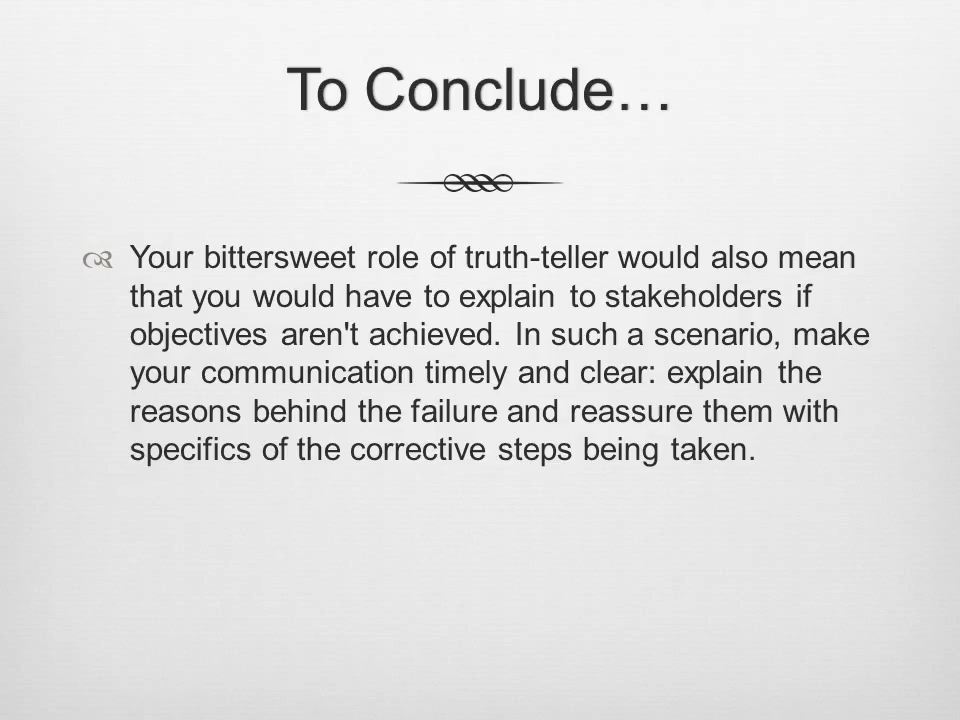 To Conclude…
Your bittersweet role of truth-teller would also mean
that you would have to explain to stakeholders if
objectives aren't achieved. In such a scenario, make
your communication timely and clear: explain the
reasons behind the failure and reassure them with
specifics of the corrective steps being taken.